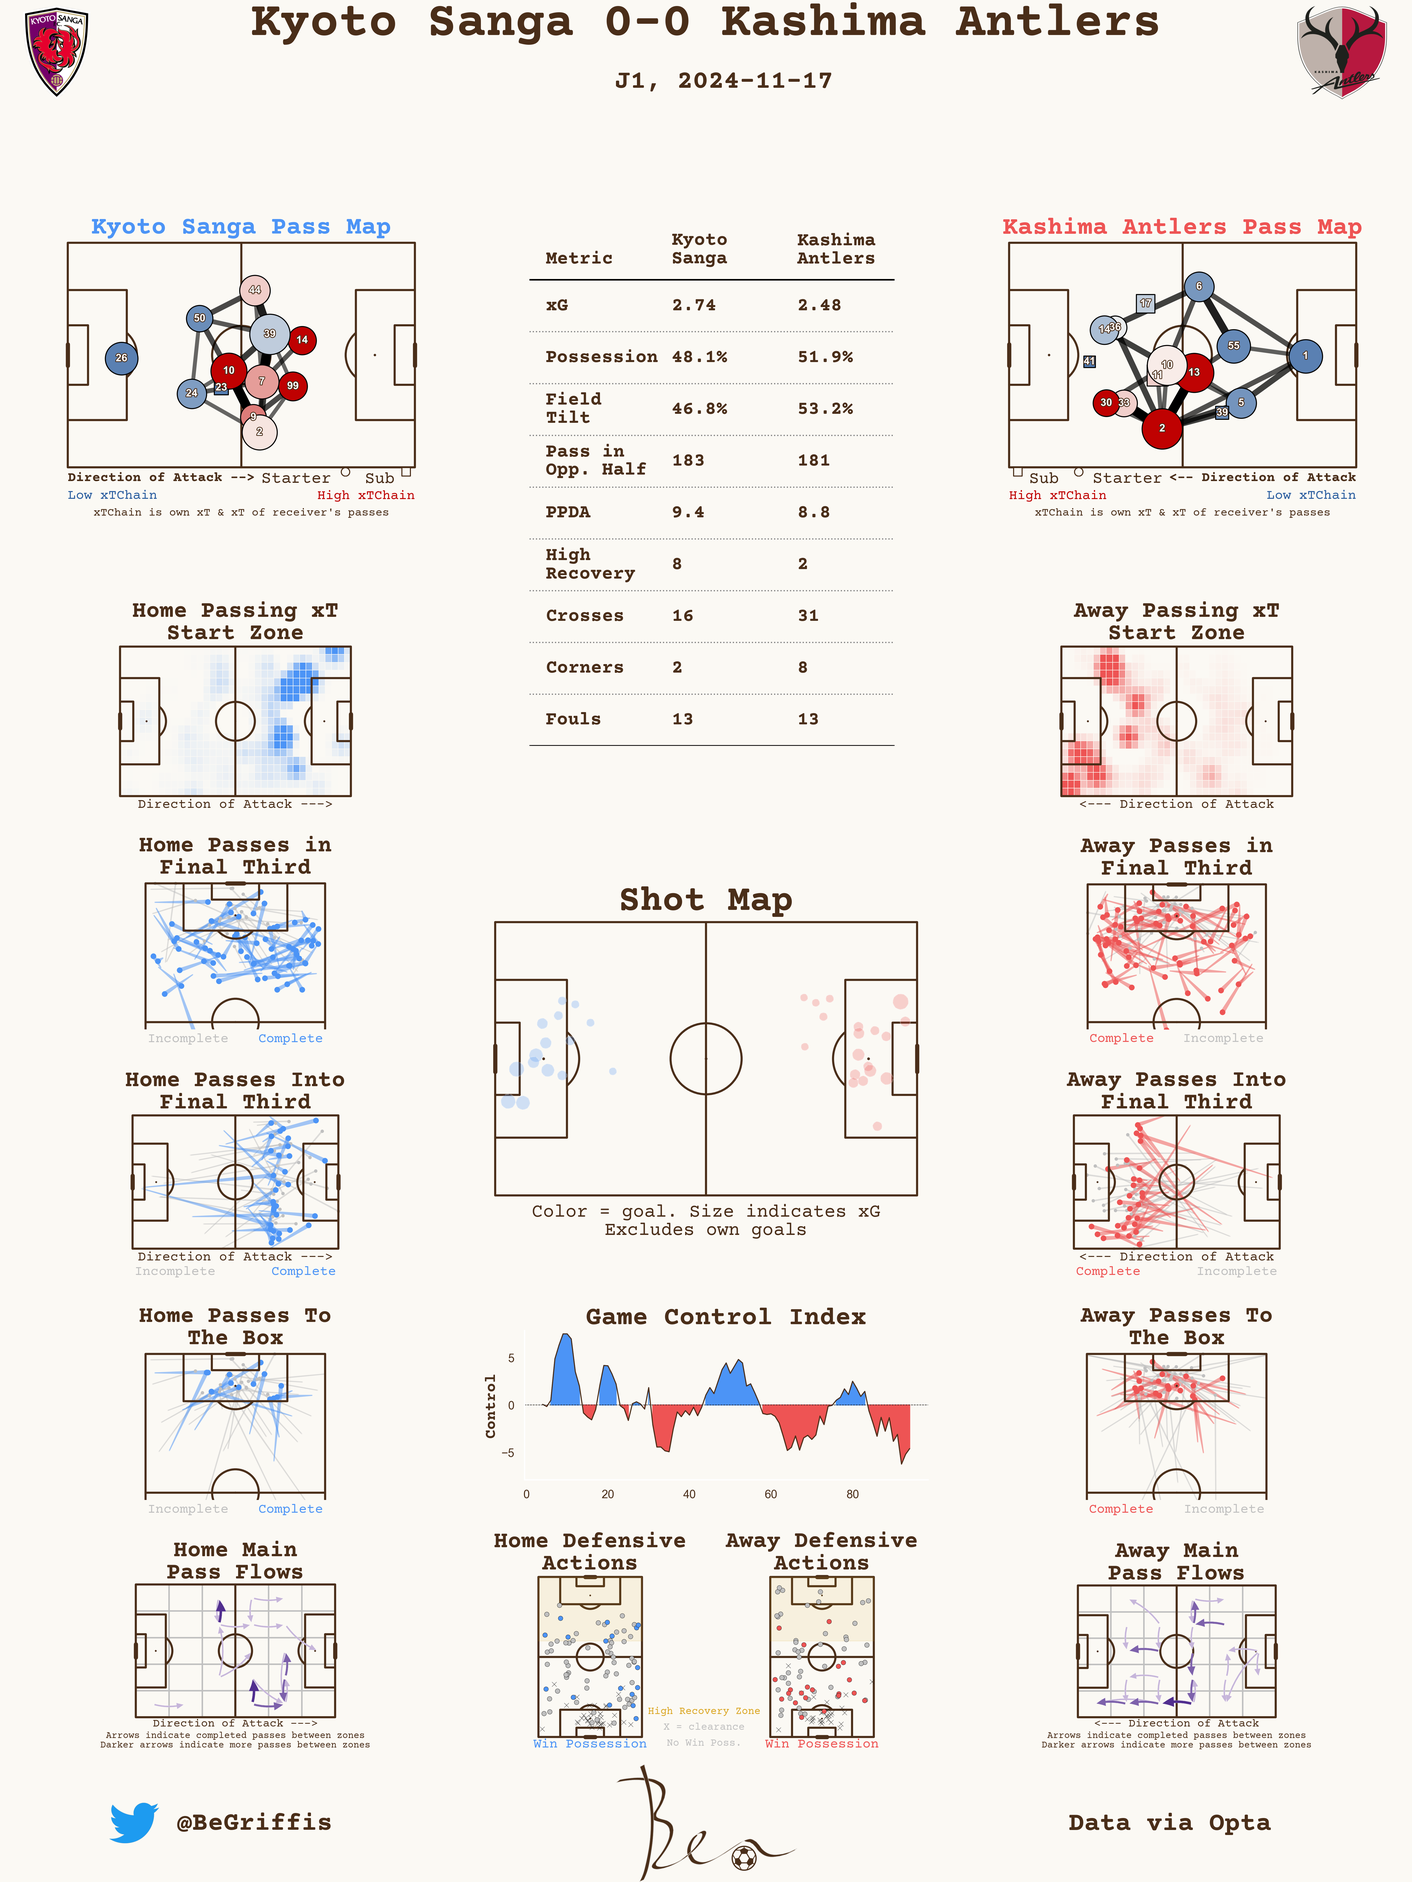 Kyoto Sanga 0-0 Kashima Antlers
J1, 2024-11-17
KYOTO SANGA
KASHIMA
Antlers
Kyoto Sanga Pass Map
44
50
39
14
26
10
7
99
24
23
9
2
Direction of Attack --> Starter Sub
Low xTChain High xTChain
xTChain is own xT & xT of receiver's passes
Metric Kyoto Sanga Kashima Antlers
xG 2.74 2.48
Possession 48.1% 51.9%
Field Tilt 46.8% 53.2%
Pass in Opp. Half 183 181
PPDA 9.4 8.8
High Recovery 8 2
Crosses 16 31
Corners 2 8
Fouls 13 13
Kashima Antlers Pass Map
6
17
14
36
55
1
41
10
11
13
30
33
5
39
2
Sub Starter <-- Direction of Attack
High xTChain Low xTChain
xTChain is own xT & xT of receiver's passes
Home Passing xT
Start Zone
Direction of Attack --->
Away Passing xT
Start Zone
<--- Direction of Attack
Home Passes in
Final Third
Incomplete Complete
Away Passes in
Final Third
Complete Incomplete
Shot Map
Color = goal. Size indicates xG
Excludes own goals
Home Passes Into
Final Third
Direction of Attack --->
Incomplete Complete
Away Passes Into
Final Third
<--- Direction of Attack
Complete Incomplete
Home Passes To
The Box
Incomplete Complete
Game Control Index
Control
5
0
−5
0 20 40 60 80
Away Passes To
The Box
Complete Incomplete
Home Main
Pass Flows
Direction of Attack --->
Arrows indicate completed passes between zones
Darker arrows indicate more passes between zones
Home Defensive
Actions
Win Possession
High Recovery Zone
X = clearance
No Win Poss.
Away Defensive
Actions
Win Possession
Away Main
Pass Flows
<--- Direction of Attack
Arrows indicate completed passes between zones
Darker arrows indicate more passes between zones
@BeGriffis
Ben
Data via Opta